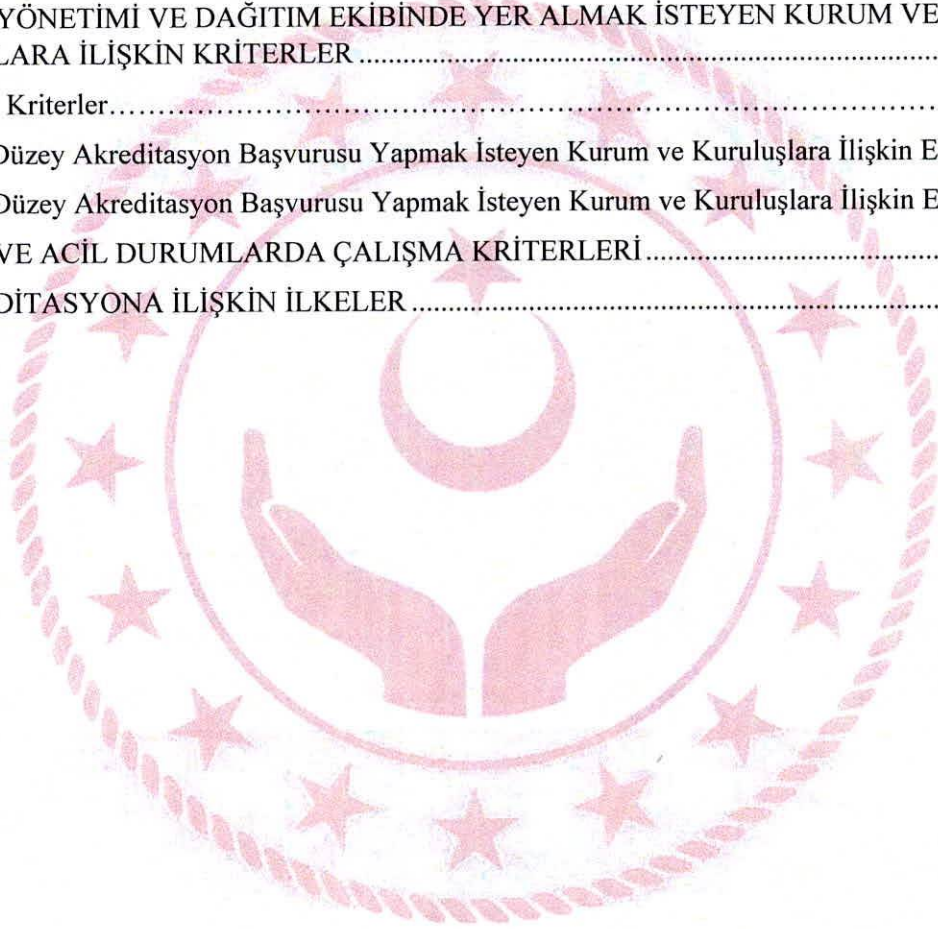 YÖNETİMİ VE DAĞITIM EKİBİNDE YER ALMAK İSTEYEN KURUM VE
LARA İLİŞKİN KRİTERLER ....................................................................................
Kriterler....................................................................................................
Düzey Akreditasyon Başvurusu Yapmak İsteyen Kurum ve Kuruluşlara İlişkin E
Düzey Akreditasyon Başvurusu Yapmak İsteyen Kurum ve Kuruluşlara İlişkin E
VE ACİL DURUMLARDA ÇALIŞMA KRİTERLERİ ..........................................
DİTASYONA İLİŞKİN İLKELER ............................................................................